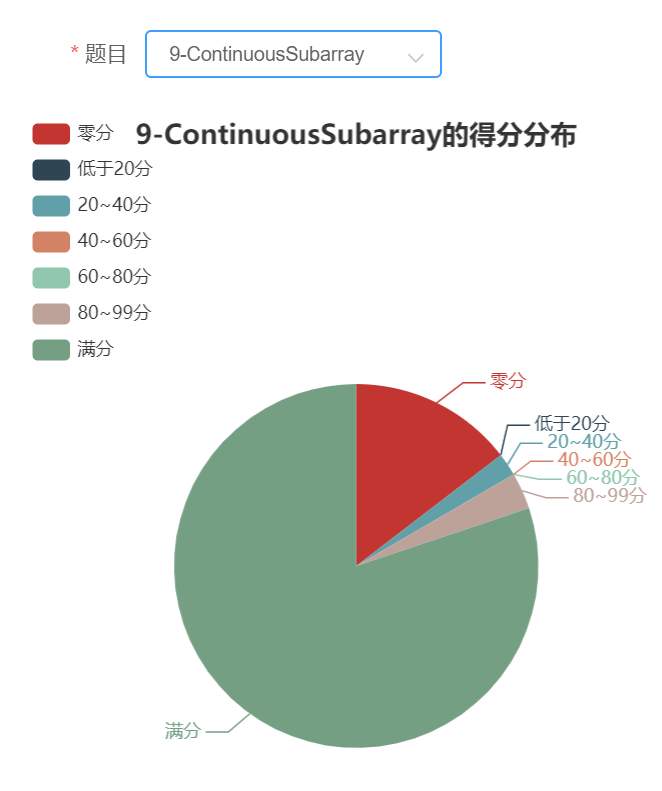 * 题目 9-ContinuousSubarray
9-ContinuousSubarray的得分分布
零分
低于20分
20~40分
40~60分
60~80分
80~99分
满分
零分
低于20分
20~40分
40~60分
60~80分
80~99分
满分